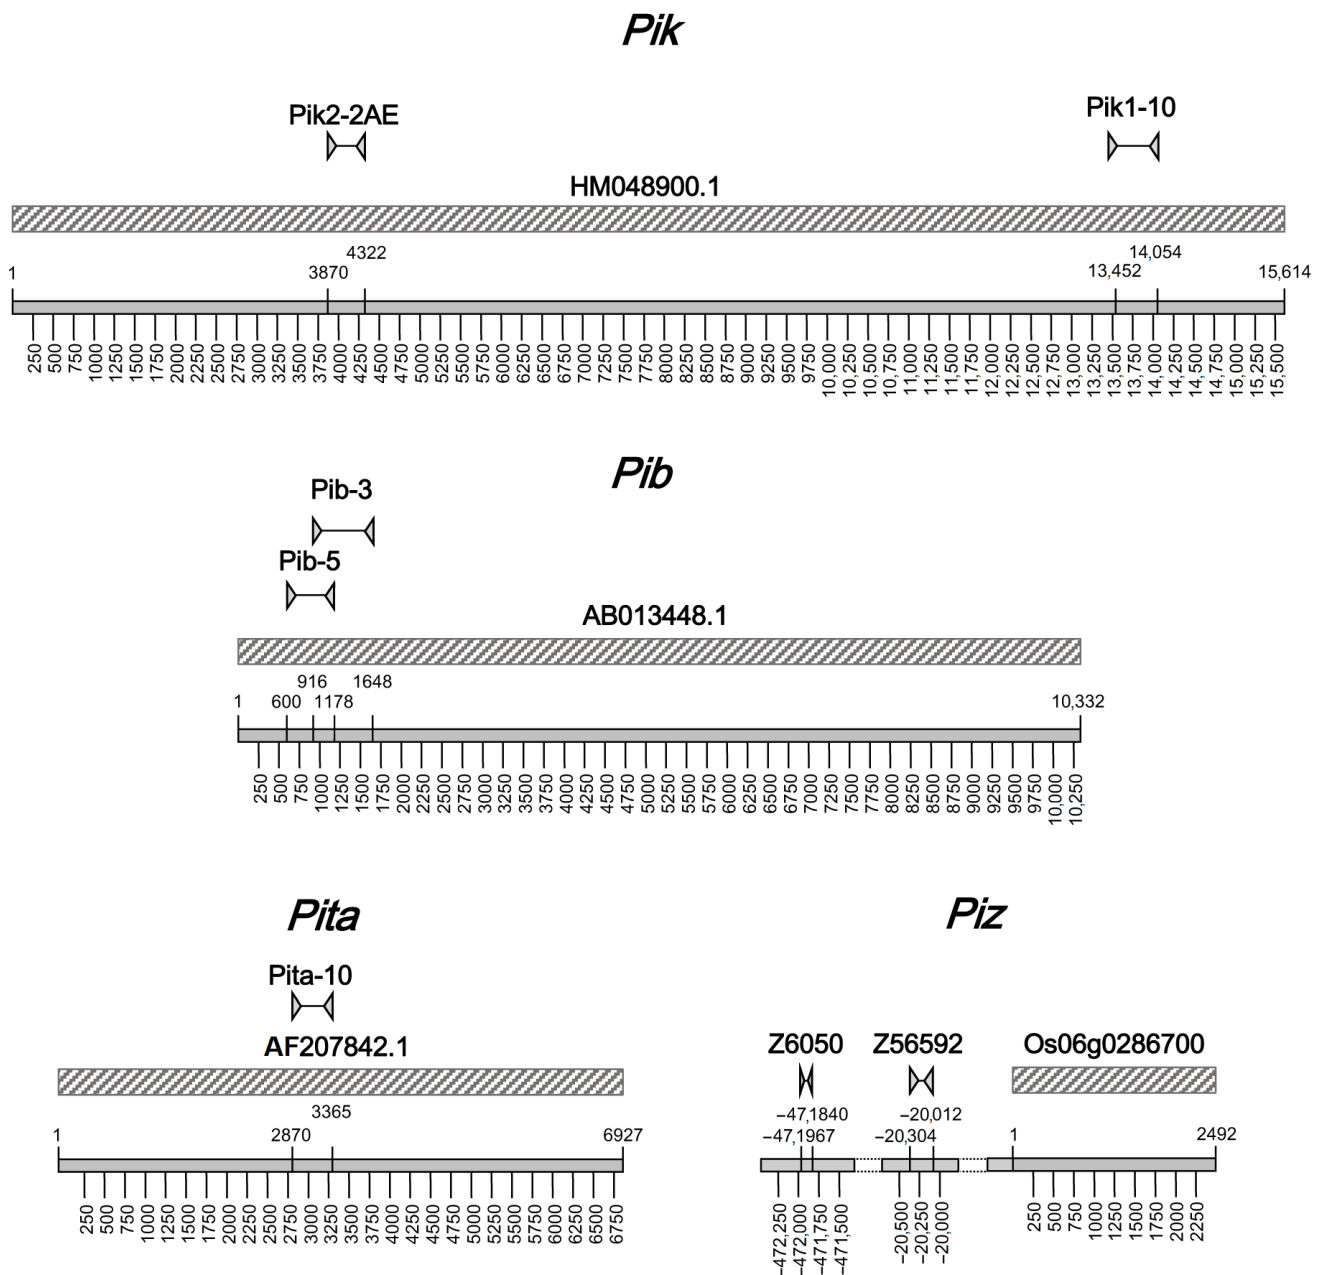 Pik
Pik2-2AE Pik1-10
HM048900.1
4322 14,054
1 3870 13,452 15,614
250 500 750 1000 1250 1500 1750 2000 2250 2500 2750 3000 3250 3500 3750 4000 4250 4500 4750 5000 5250 5500 5750 6000 6250 6500 6750 7000 7250 7500 7750 8000 8250 8500 8750 9000 9250 9500 9750 10,000 10,250 10,500 10,750 11,000 11,250 11,500 11,750 12,000 12,250 12,500 12,750 13,000 13,250 13,500 13,750 14,000 14,250 14,500 14,750 15,000 15,250 15,500
Pib
Pib-3
Pib-5
AB013448.1
916 1648
1 600 1178 10,332
250 500 750 1000 1250 1500 1750 2000 2250 2500 2750 3000 3250 3500 3750 4000 4250 4500 4750 5000 5250 5500 5750 6000 6250 6500 6750 7000 7250 7500 7750 8000 8250 8500 8750 9000 9250 9500 9750 10,000 10,250
Pita
Pita-10
AF207842.1
3365
1 2870 6927
250 500 750 1000 1250 1500 1750 2000 2250 2500 2750 3000 3250 3500 3750 4000 4250 4500 4750 5000 5250 5500 5750 6000 6250 6500 6750
Piz
Z6050 Z56592 Os06g0286700
−47,1840 −20,012
−47,1967 −20,304 1 2492
−472,250 −472,000 −471,750 −471,500 −20,500 −20,250 −20,000 250 500 750 1000 1250 1500 1750 2000 2250